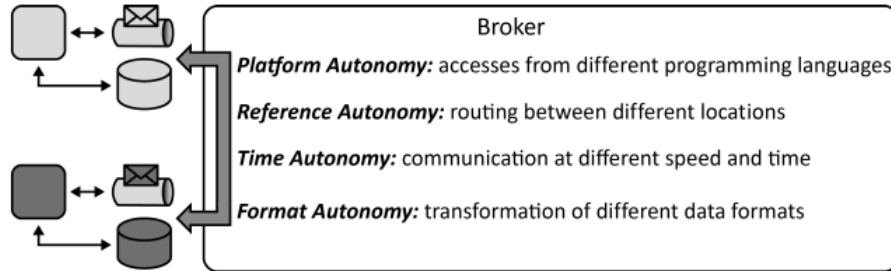 Broker
Platform Autonomy: accesses from different programming languages
Reference Autonomy: routing between different locations
Time Autonomy: communication at different speed and time
Format Autonomy: transformation of different data formats